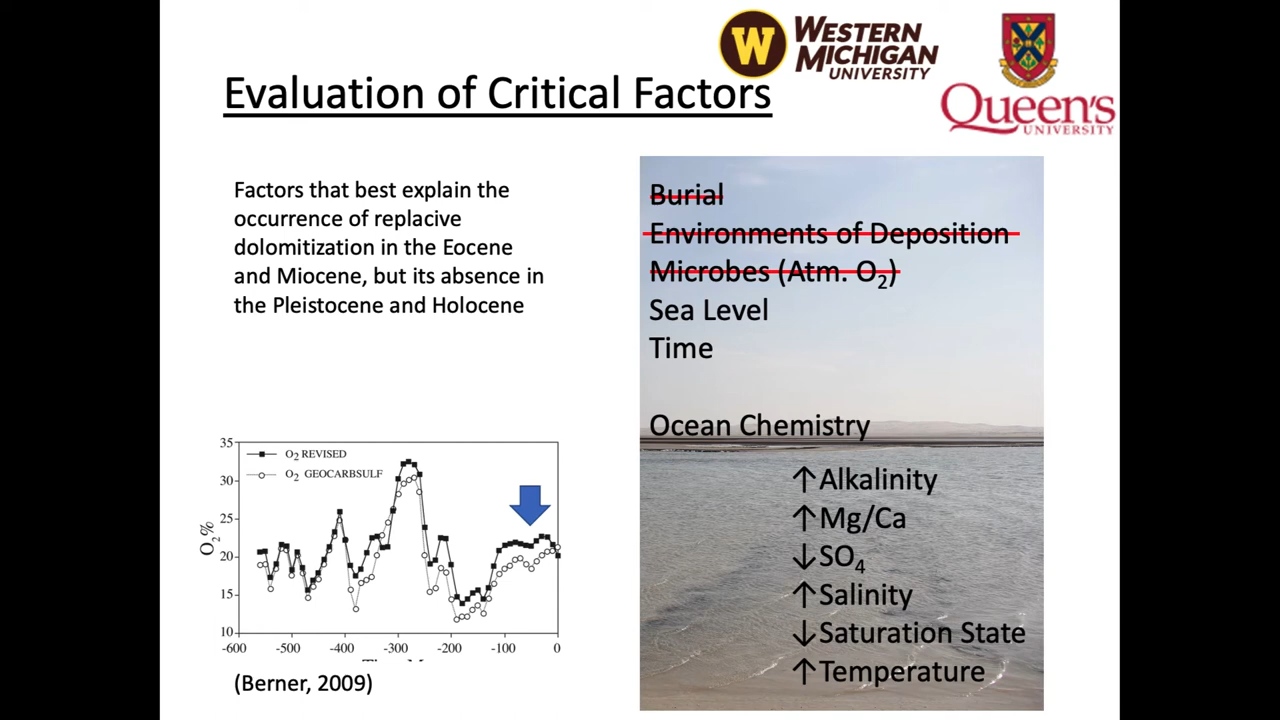 W WESTERN
MICHIGAN
UNIVERSITY
Queen's
UNIVERSITY
Evaluation of Critical Factors
Factors that best explain the
occurrence of replacive
dolomitization in the Eocene
and Miocene, but its absence in
the Pleistocene and Holocene
Burial
Environments of Deposition
Microbes (Atm. O₂)
Sea Level
Time
Ocean Chemistry
↑Alkalinity
↑Mg/Ca
↓SO₄
↑Salinity
↓Saturation State
↑Temperature
35
30
25
20
15
10
O₂%
O₂ REVISED
O₂ GEOCARBSULF
-600 -500 -400 -300 -200 -100 0
(Berner, 2009)